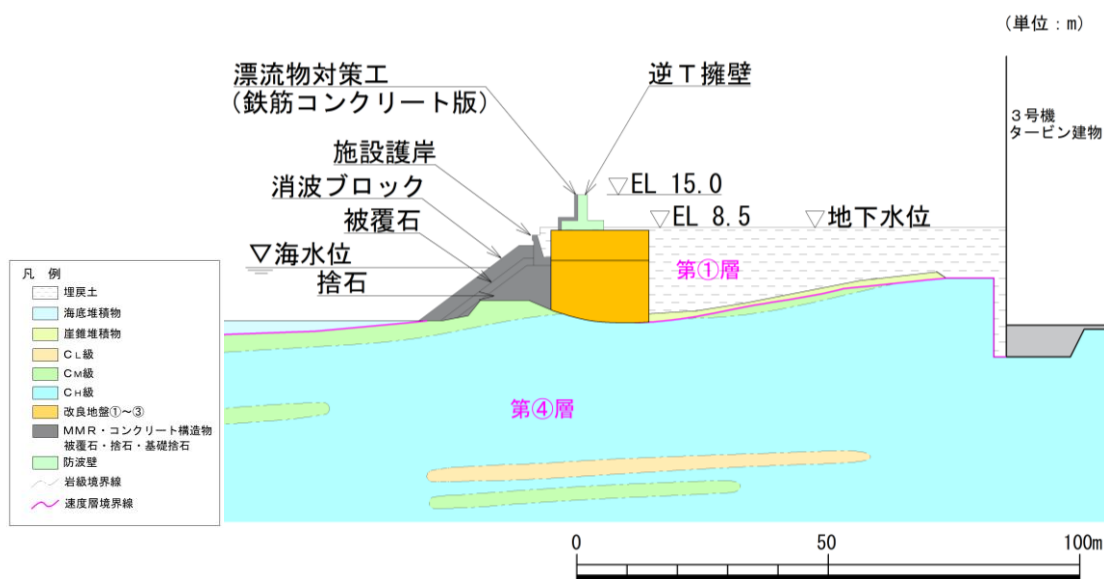 (単位:m)
漂流物対策工
(鉄筋コンクリート版)
逆T擁壁
3号機
タービン建物
施設護岸
消波ブロック
▽EL 15.0
被覆石
▽EL 8.5
▽地下水位
▽海水位
捨石
第①層
凡 例
埋戻土
海底堆積物
崖錐堆積物
CL級
CM級
CH級
改良地盤①~③
MMR・コンクリート構造物
被覆石・捨石・基礎捨石
防波壁
岩級境界線
速度層境界線
第④層
0
50
100m